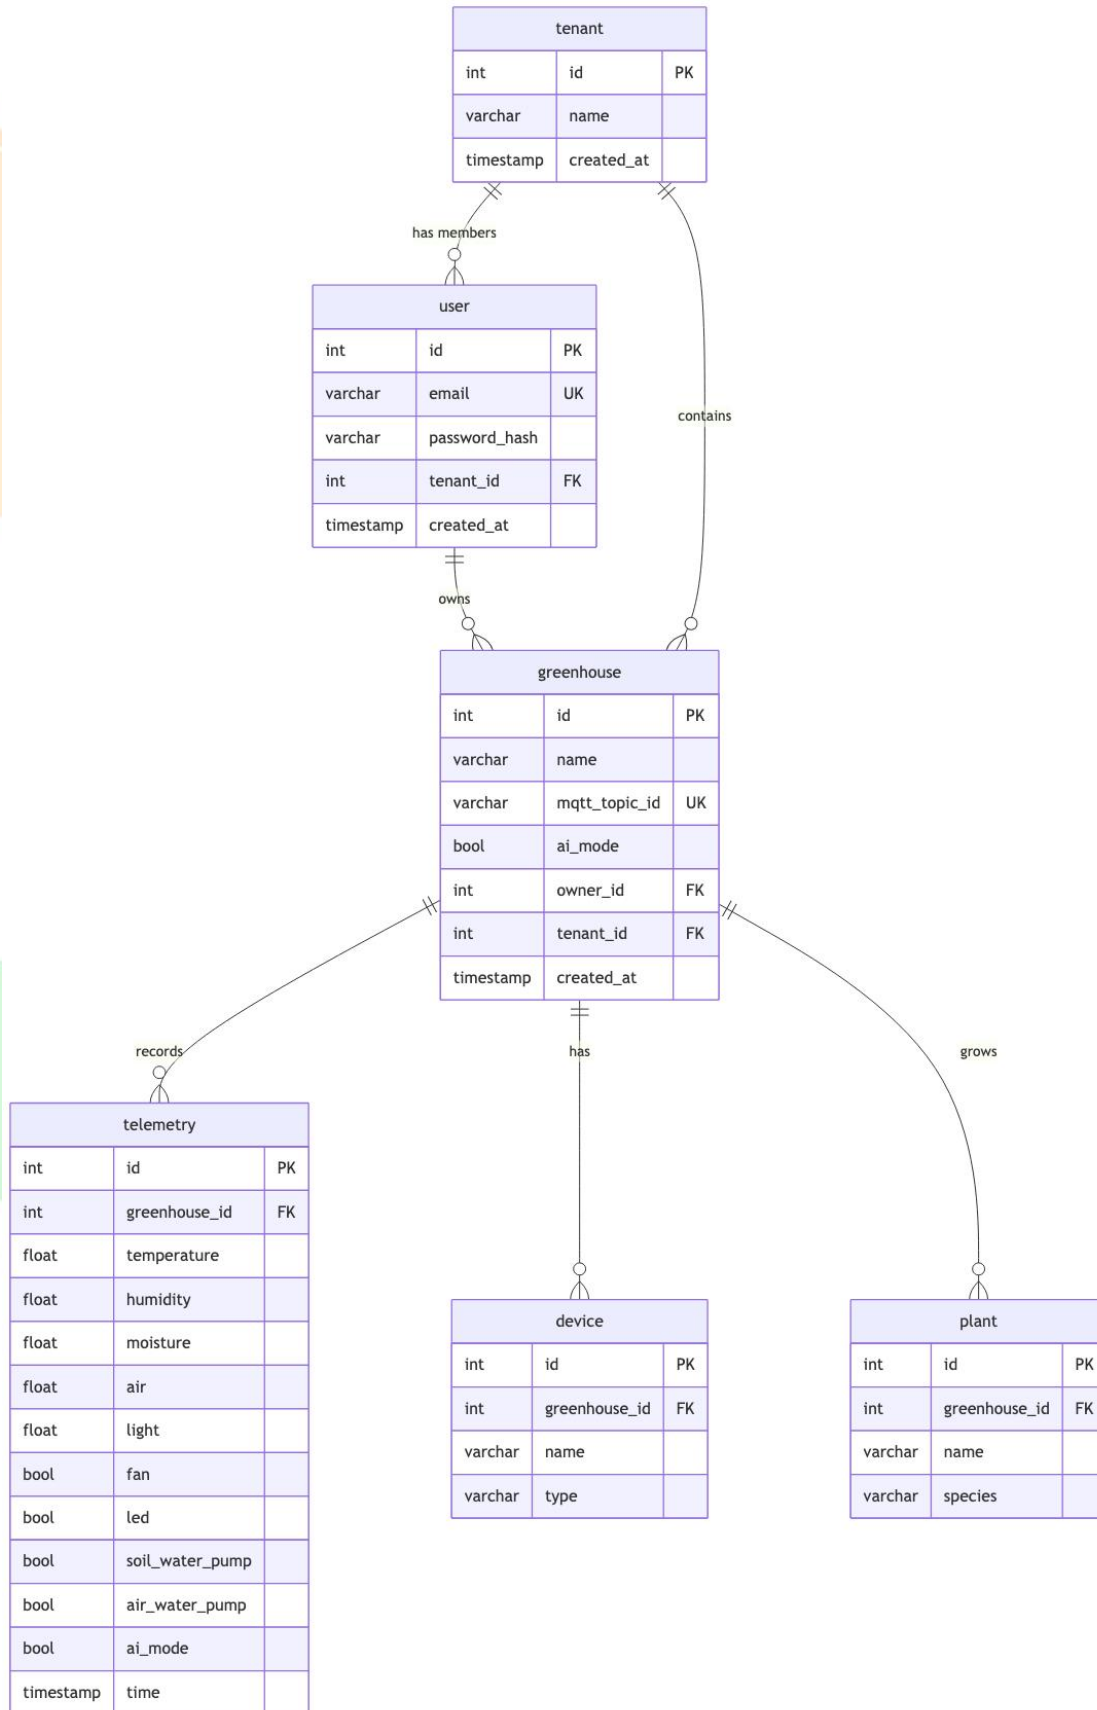 tenant
int id PK
varchar name
timestamp created_at
has members
user
int id PK
varchar email UK
varchar password_hash
int tenant_id FK
timestamp created_at
contains
owns
greenhouse
int id PK
varchar name
varchar mqtt_topic_id UK
bool ai_mode
int owner_id FK
int tenant_id FK
timestamp created_at
records
has
grows
telemetry
int id PK
int greenhouse_id FK
float temperature
float humidity
float moisture
float air
float light
bool fan
bool led
bool soil_water_pump
bool air_water_pump
bool ai_mode
timestamp time
device
int id PK
int greenhouse_id FK
varchar name
varchar type
plant
int id PK
int greenhouse_id FK
varchar name
varchar species